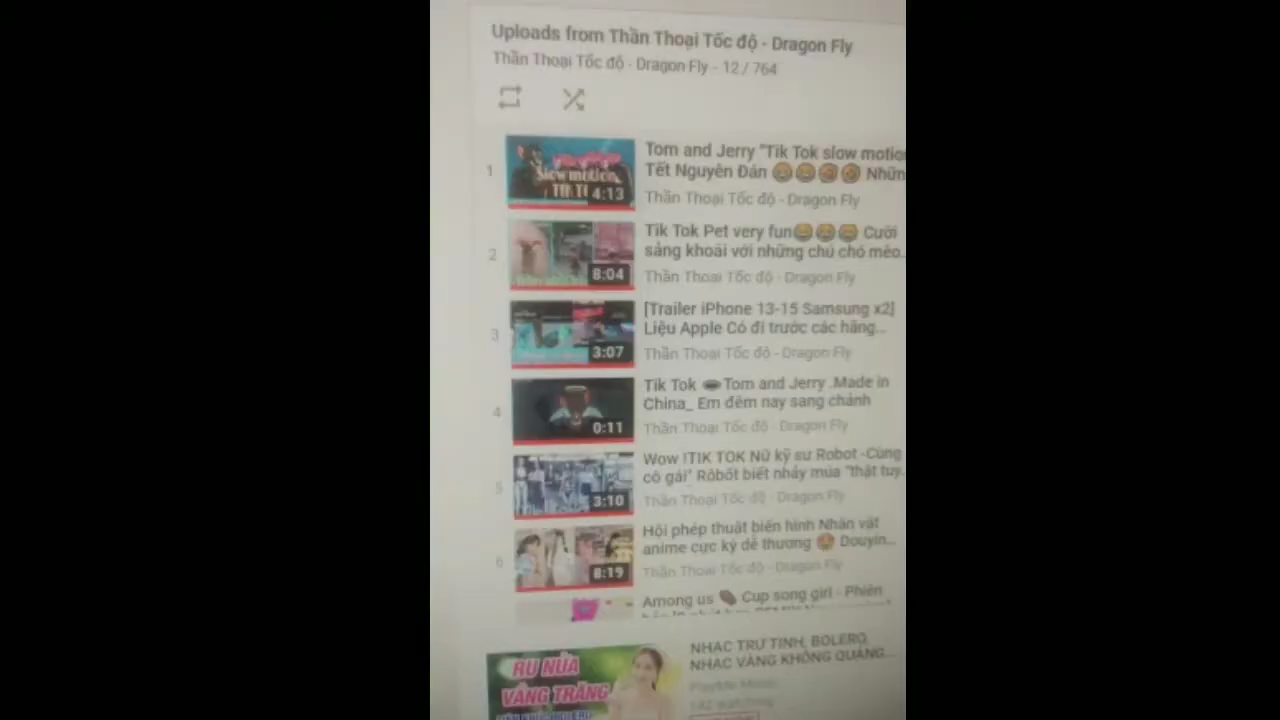 Uploads from Thần Thoại Tốc độ - Dragon Fly
Thần Thoại Tốc độ - Dragon Fly - 12 / 764
1
Slow motion
TIK T
4:13
Tom and Jerry "Tik Tok slow motion
Tết Nguyên Đán 😂😂🤣🤣 Nhữn
Thần Thoại Tốc độ - Dragon Fly
2
8:04
Tik Tok Pet very fun😂😂😂 Cười
sảng khoái với những chú chó mèo...
Thần Thoại Tốc độ - Dragon Fly
3
3:07
[Trailer iPhone 13-15 Samsung x2]
Liệu Apple Có đi trước các hãng...
Thần Thoại Tốc độ - Dragon Fly
4
0:11
Tik Tok Tom and Jerry .Made in
China_ Em đêm nay sang chảnh
Thần Thoại Tốc độ - Dragon Fly
5
3:10
Wow !TIK TOK Nữ kỹ sư Robot -Cùng
cô gái" Rôbốt biết nhảy múa "thật tuy...
Thần Thoại Tốc độ - Dragon Fly
6
8:19
Hội phép thuật biến hình Nhân vật
anime cực kỳ dễ thương 🤩 Douyin...
Thần Thoại Tốc độ - Dragon Fly
Among us Cup song girl - Phiên
RU NỬA
VẦNG TRĂNG
NHẠC TRỮ TÌNH, BOLERO,
NHẠC VÀNG KHÔNG QUẢNG...
Music
watching